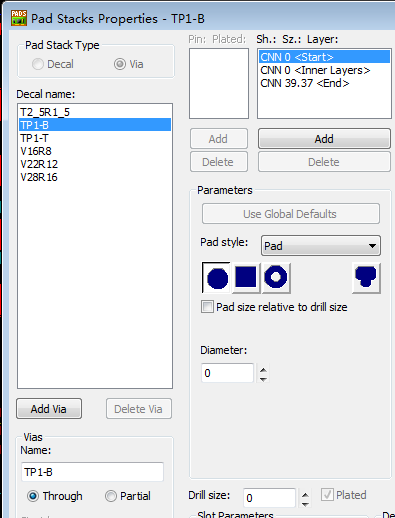 PADS
Pad Stacks Properties - TP1-B
Pad Stack Type
Decal
Via
Decal name:
T2_5R1_5
TP1-B
TP1-T
V16R8
V22R12
V28R16
Add Via
Delete Via
Vias
Name:
TP1-B
Through
Partial
Pin: Plated:
Sh.: Sz.: Layer:
CNN 0 <Start>
CNN 0 <Inner Layers>
CNN 39.37 <End>
Add
Add
Delete
Delete
Parameters
Use Global Defaults
Pad style:
Pad
Pad size relative to drill size
Diameter:
0
Drill size:
0
Plated
Slot Parameters
De